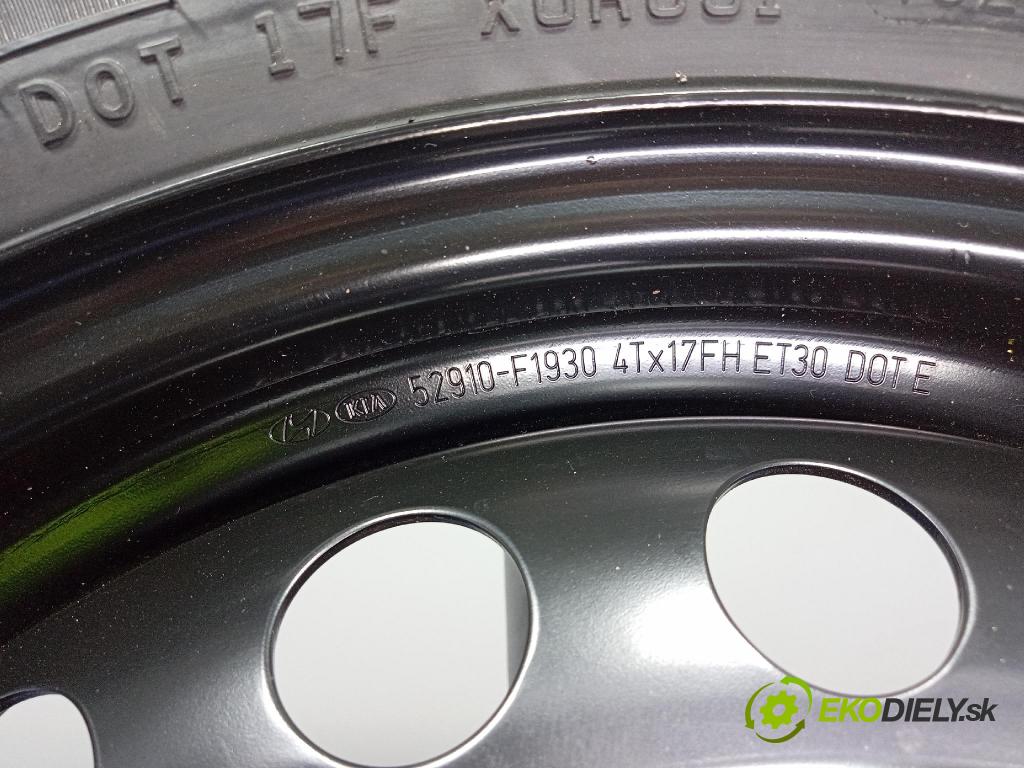 DOT 17F
KIA 52910-F1930 4Tx17FH ET30 DOT E
EKODIELY.sk